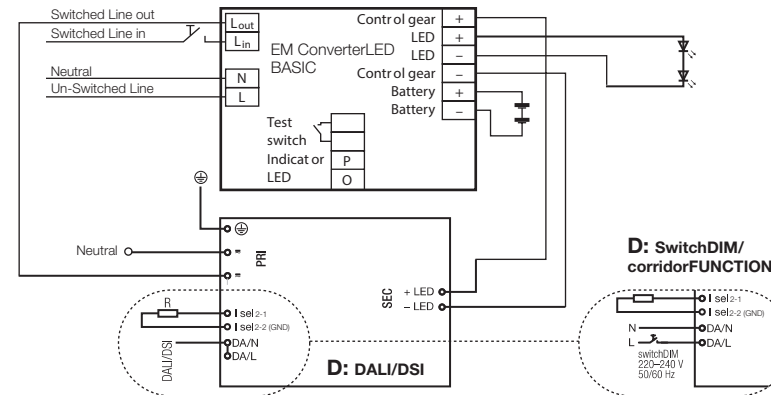 Switched Line out
Switched Line in
Neutral
Un-Switched Line
Lout
Lin
N
L
EM ConverterLED
BASIC
Control gear +
LED +
LED –
Control gear –
Battery +
Battery –
Test
switch
Indicat or
LED
P
O
Neutral
PRI
=
=
SEC
+ LED
– LED
D: DALI/DSI
R
I sel 2-1
I sel 2-2 (GND)
DA/N
DA/L
DALI/DSI
D: SwitchDIM/
corridorFUNCTION
I sel 2-1
I sel 2-2 (GND)
N
DA/N
L
DA/L
switchDIM
220–240 V
50/60 Hz